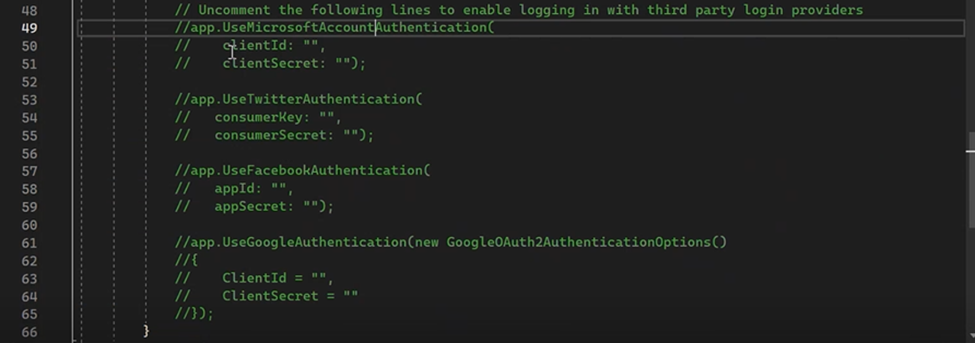 48 // Uncomment the following lines to enable logging in with third party login providers
49 //app.UseMicrosoftAccountAuthentication(
50 //    clientId: "",
51 //    clientSecret: "");
52
53 //app.UseTwitterAuthentication(
54 //   consumerKey: "",
55 //   consumerSecret: "");
56
57 //app.UseFacebookAuthentication(
58 //   appId: "",
59 //   appSecret: "");
60
61 //app.UseGoogleAuthentication(new GoogleOAuth2AuthenticationOptions()
62 //{
63 //    ClientId = "",
64 //    ClientSecret = ""
65 //});
66 }